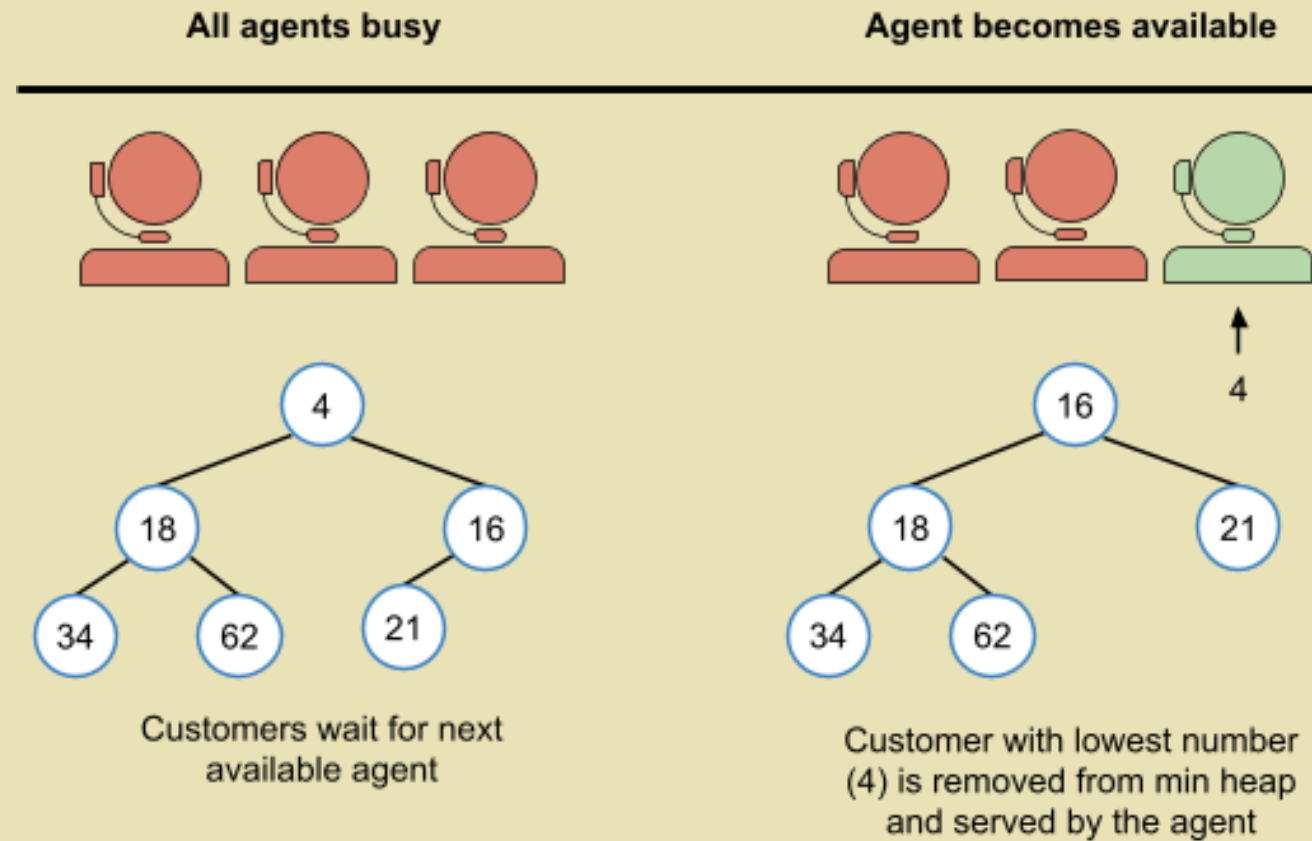 All agents busy
Agent becomes available
4
18
16
34
62
21
Customers wait for next
available agent
4
16
18
21
34
62
Customer with lowest number
(4) is removed from min heap
and served by the agent